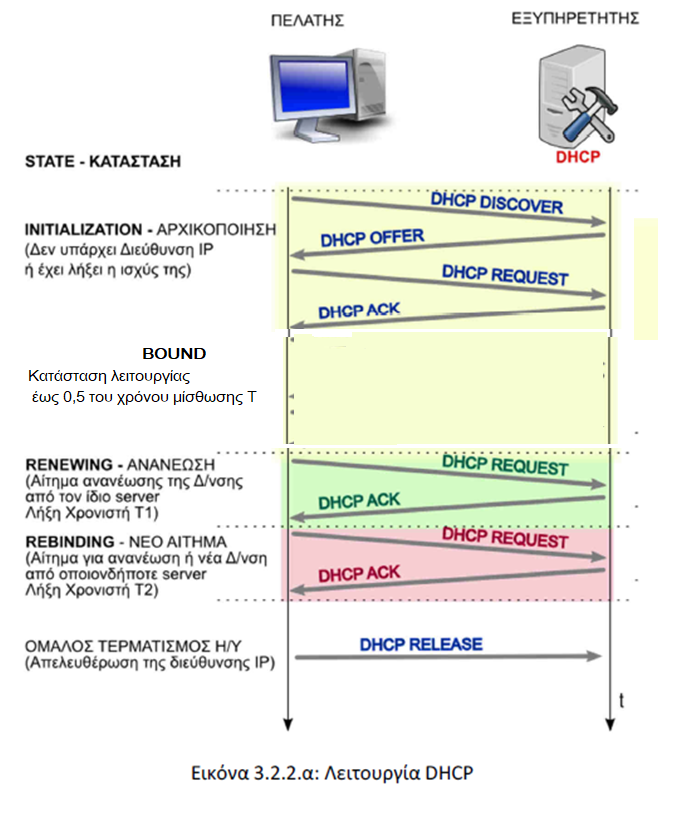 ΠΕΛΑΤΗΣ
ΕΞΥΠΗΡΕΤΗΤΗΣ
DHCP
STATE - ΚΑΤΑΣΤΑΣΗ
DHCP DISCOVER
INITIALIZATION - ΑΡΧΙΚΟΠΟΙΗΣΗ
(Δεν υπάρχει Διεύθυνση IP
ή έχει λήξει η ισχύς της)
DHCP OFFER
DHCP REQUEST
DHCP ACK
BOUND
Κατάσταση λειτουργίας
έως 0,5 του χρόνου μίσθωσης Τ
RENEWING - ΑΝΑΝΕΩΣΗ
(Αίτημα ανανέωσης της Δ/νσης
από τον ίδιο server
Λήξη Χρονιστή T1)
DHCP REQUEST
DHCP ACK
REBINDING - ΝΕΟ ΑΙΤΗΜΑ
(Αίτημα για ανανέωση ή νέα Δ/νση
από οποιονδήποτε server
Λήξη Χρονιστή T2)
DHCP REQUEST
DHCP ACK
ΟΜΑΛΟΣ ΤΕΡΜΑΤΙΣΜΟΣ Η/Υ
(Απελευθέρωση της διεύθυνσης IP)
DHCP RELEASE
t
Εικόνα 3.2.2.α: Λειτουργία DHCP